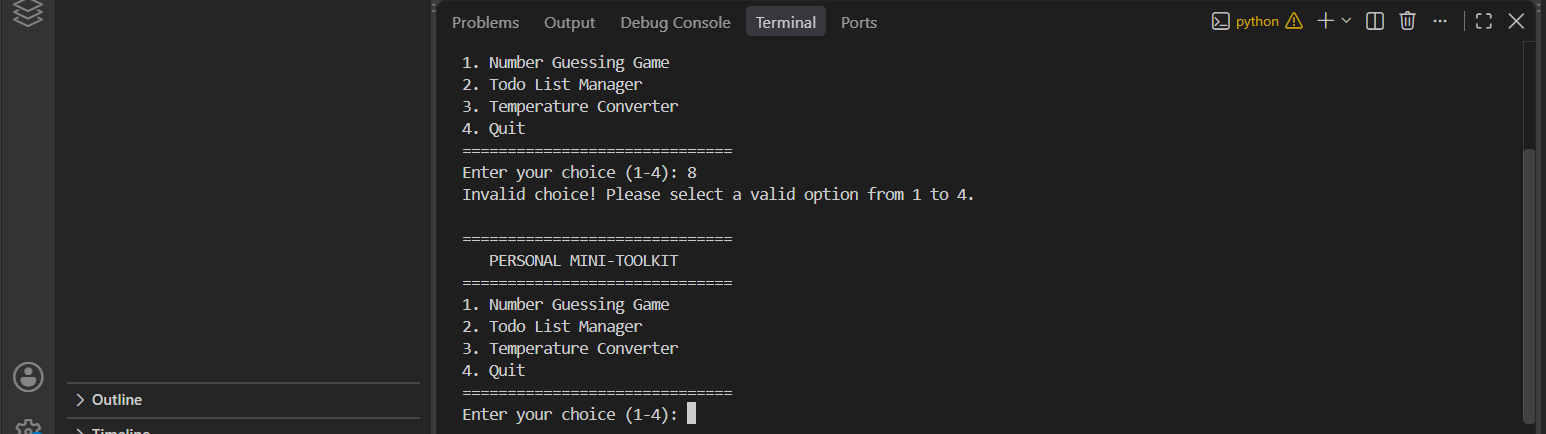 Problems Output Debug Console Terminal Ports python
1. Number Guessing Game
2. Todo List Manager
3. Temperature Converter
4. Quit
==============================
Enter your choice (1-4): 8
Invalid choice! Please select a valid option from 1 to 4.
==============================
PERSONAL MINI-TOOLKIT
==============================
1. Number Guessing Game
2. Todo List Manager
3. Temperature Converter
4. Quit
==============================
Enter your choice (1-4):
Outline
Timeline